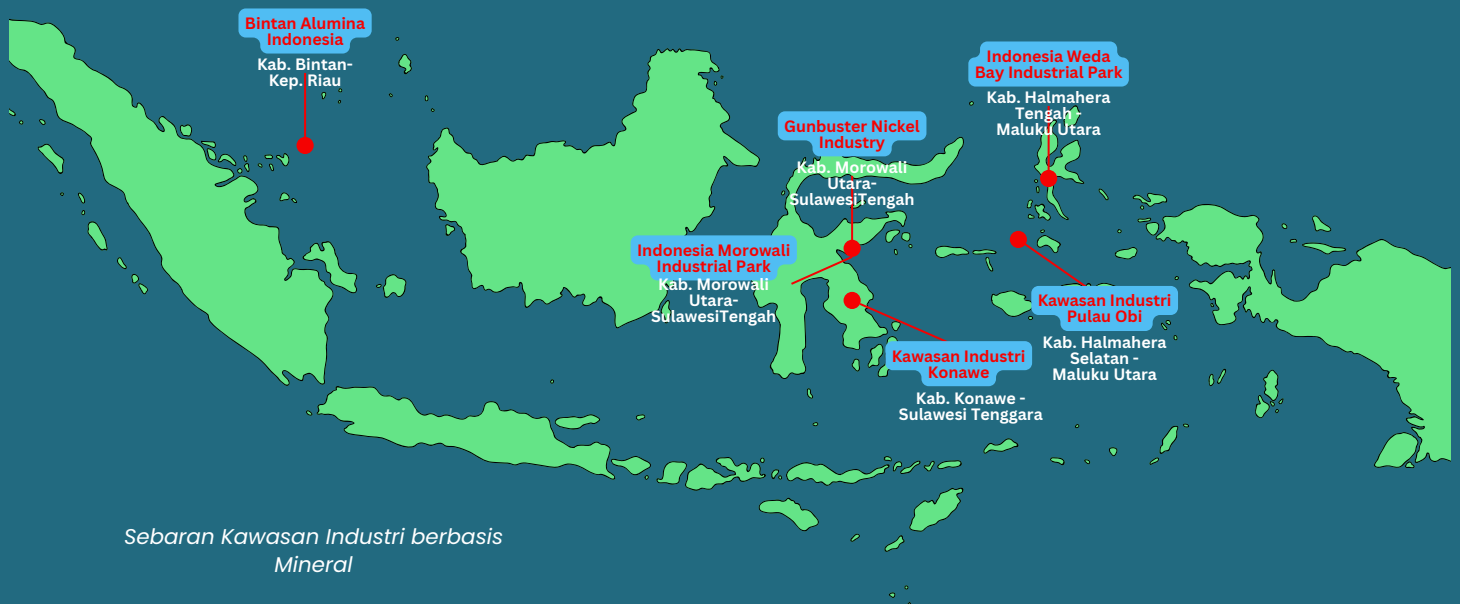 Bintan Alumina
Indonesia
Kab. Bintan-
Kep. Riau
Indonesia Weda
Bay Industrial Park
Kab. Halmahera
Tengah -
Maluku Utara
Gunbuster Nickel
Industry
Kab. Morowali
Utara-
SulawesiTengah
Indonesia Morowali
Industrial Park
Kab. Morowali
Utara-
SulawesiTengah
Kawasan Industri
Pulau Obi
Kab. Halmahera
Selatan -
Maluku Utara
Kawasan Industri
Konawe
Kab. Konawe -
Sulawesi Tenggara
Sebaran Kawasan Industri berbasis
Mineral